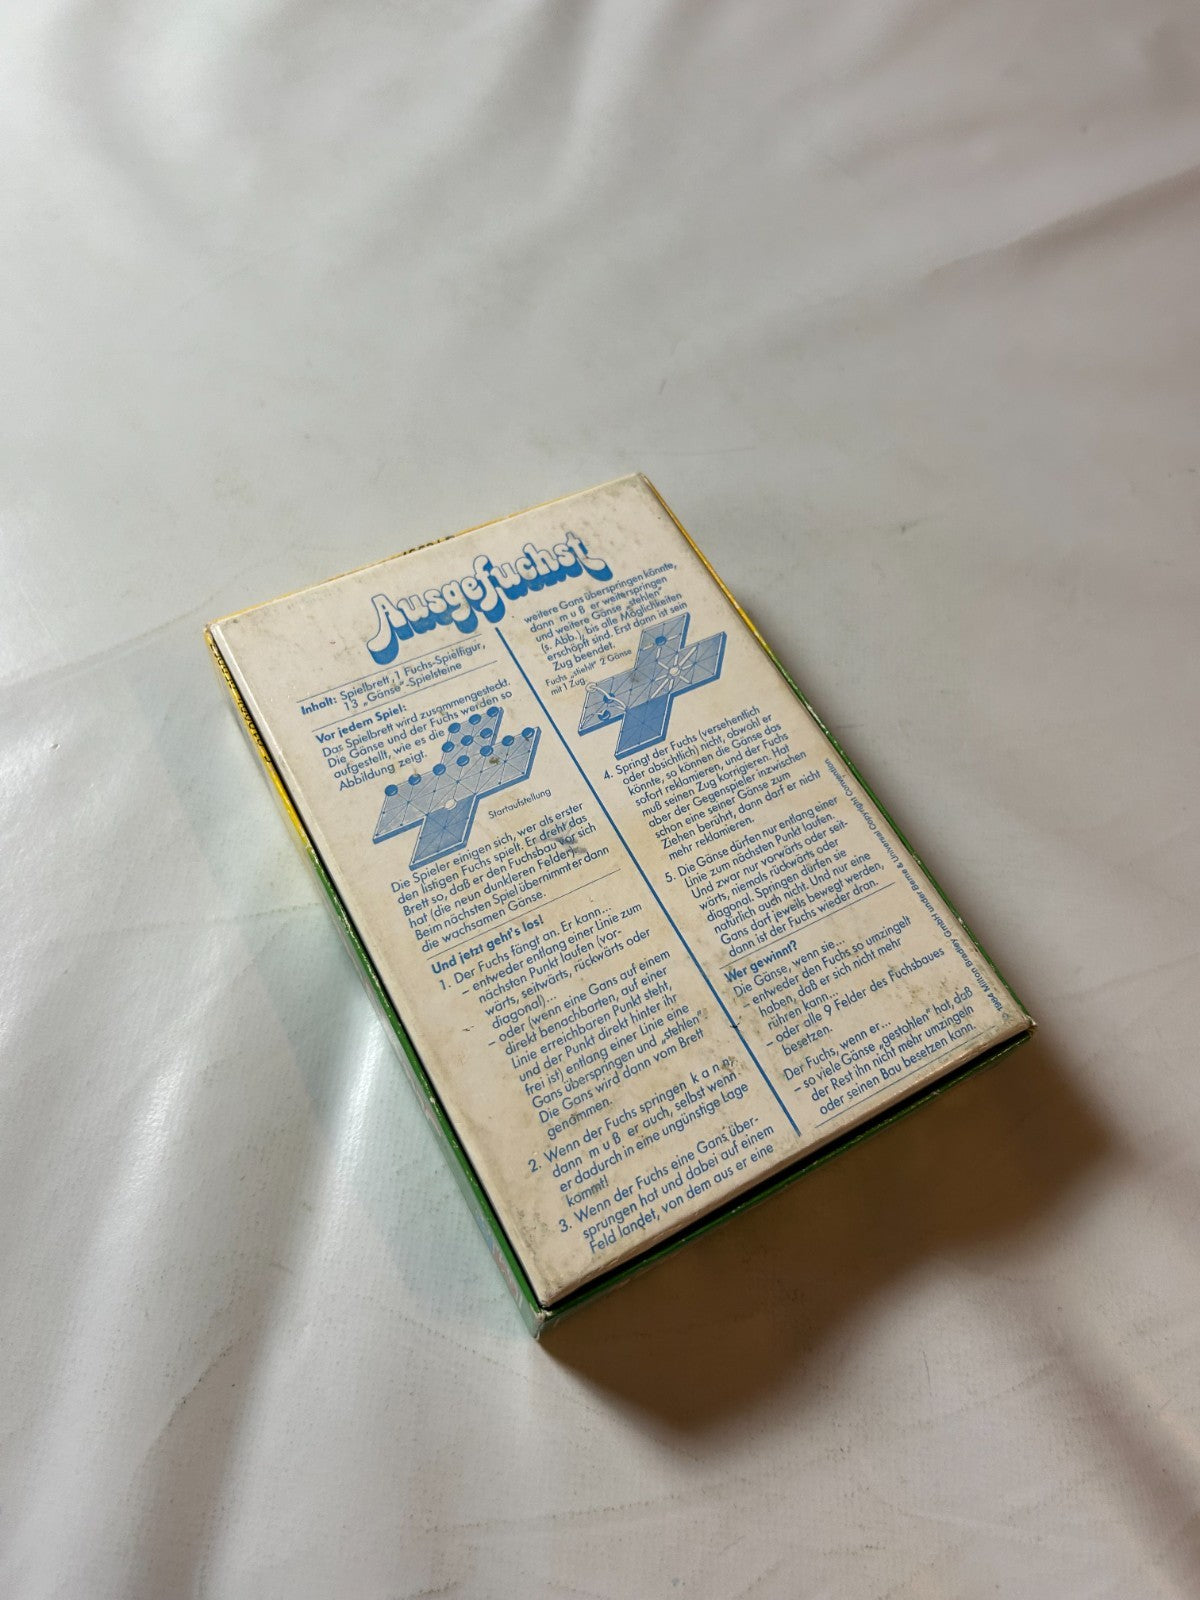 Ausgefuchst
Inhalt: Spielbrett, 1 Fuchs-Spielfigur,
13 „Gänse"-Spielsteine
Vor jedem Spiel:
Das Spielbrett wird zusammengesteckt.
Die Gänse und der Fuchs werden so
aufgestellt, wie es die
Abbildung zeigt.
Startaufstellung
Die Spieler einigen sich, wer als erster
den listigen Fuchs spielt. Er dreht das
Brett so, daß er den Fuchsbau vor sich
hat (die neun dunkleren Felder).
Beim nächsten Spiel übernimmt er dann
die wachsamen Gänse.
Und jetzt geht's los!
1. Der Fuchs fängt an. Er kann...
– entweder entlang einer Linie zum
nächsten Punkt laufen (vor-
wärts, seitwärts, rückwärts oder
diagonal)...
– oder (wenn eine Gans auf einem
direkt benachbarten, auf einer
Linie erreichbaren Punkt steht,
und der Punkt direkt hinter ihr
frei ist) entlang einer Linie eine
Gans überspringen und „stehlen".
Die Gans wird dann vom Brett
genommen.
2. Wenn der Fuchs springen k a n n,
dann m u ß er auch, selbst wenn
er dadurch in eine ungünstige Lage
kommt!
3. Wenn der Fuchs eine Gans über-
sprungen hat und dabei auf einem
Feld landet, von dem aus er eine
weitere Gans überspringen könnte,
dann m u ß er weiterspringen
und weitere Gänse „stehlen"
(s. Abb.), bis alle Möglichkeiten
erschöpft sind. Erst dann ist sein
Zug beendet.
Fuchs „stiehlt" 2 Gänse
mit 1 Zug
4. Springt der Fuchs (versehentlich
oder absichtlich) nicht, obwohl er
könnte, so können die Gänse das
sofort reklamieren, und der Fuchs
muß seinen Zug korrigieren. Hat
aber der Gegenspieler inzwischen
schon eine seiner Gänse zum
Ziehen berührt, dann darf er nicht
mehr reklamieren.
5. Die Gänse dürfen nur entlang einer
Linie zum nächsten Punkt laufen.
Und zwar nur vorwärts oder seit-
wärts, niemals rückwärts oder
diagonal. Springen dürfen sie
natürlich auch nicht. Und nur eine
Gans darf jeweils bewegt werden,
dann ist der Fuchs wieder dran.
Wer gewinnt?
Die Gänse, wenn sie...
– entweder den Fuchs so umzingelt
haben, daß er sich nicht mehr
rühren kann...
– oder alle 9 Felder des Fuchsbaues
besetzen.
Der Fuchs, wenn er...
– so viele Gänse „gestohlen" hat, daß
der Rest ihn nicht mehr umzingeln
oder seinen Bau besetzen kann.
© 1984 Milton Bradley GmbH under Berne & Universal Copyright Convention